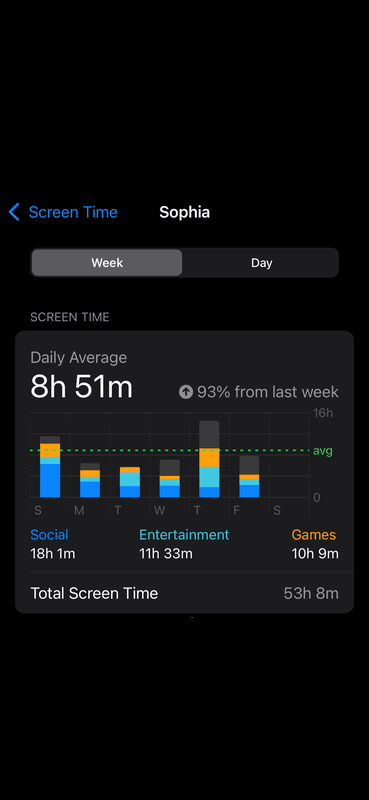 Screen Time Sophia
Week Day
SCREEN TIME
Daily Average
8h 51m 93% from last week
16h
avg
0
S M T W T F S
Social Entertainment Games
18h 1m 11h 33m 10h 9m
Total Screen Time 53h 8m